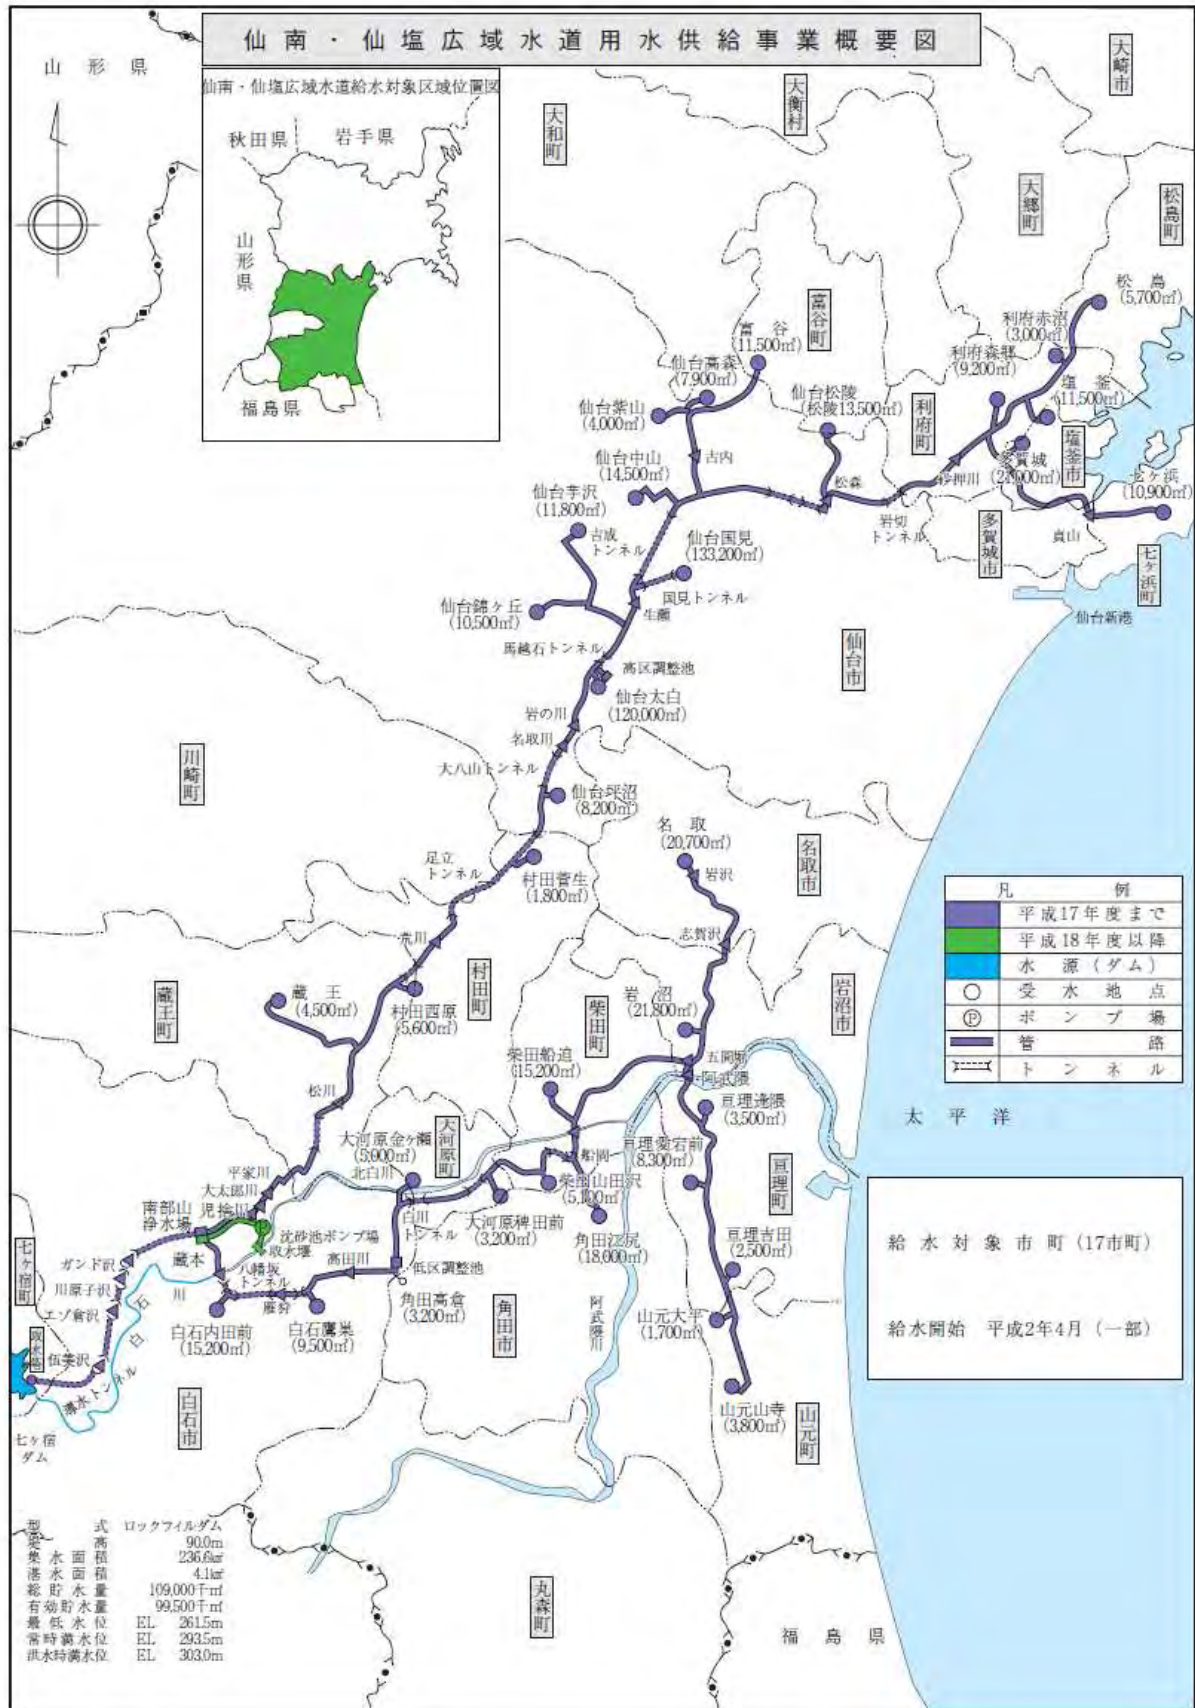 仙南・仙塩広域水道用水供給事業概要図
山形県
仙南・仙塩広域水道給水対象区域位置図
秋田県
岩手県
山形県
福島県
大崎市
大衡村
大和町
大郷町
松島町
松島
(5,700㎥)
利府赤沼
(3,000㎥)
利府森郷
(9,200㎥)
塩釜
(11,500㎥)
富谷町
富谷
(11,500㎥)
仙台高森
(7,900㎥)
仙台紫山
(4,000㎥)
仙台松陵
(松陵13,500㎥)
利府町
塩釜市
多賀城
七ケ浜
(10,900㎥)
仙台中山
(14,500㎥)
古内
松森
砂押川
岩切
トンネル
多賀城市
貞山
七ケ浜町
仙台新港
仙台芋沢
(11,800㎥)
吉成
トンネル
仙台国見
(133,200㎥)
国見トンネル
生瀬
仙台錦ヶ丘
(10,500㎥)
仙台市
馬越石トンネル
高区調整池
仙台太白
(120,000㎥)
岩の川
名取川
大八山トンネル
川崎町
仙台坪沼
(8,200㎥)
名取
(20,700㎥)
名取市
足立
トンネル
村田菅生
(1,800㎥)
岩沢
志賀沢
荒川
村田町
蔵王町
蔵王
(4,500㎥)
村田西原
(5,600㎥)
岩沼
(21,800㎥)
岩沼市
柴田町
柴田船迫
(15,200㎥)
五間堀
阿武隈
亘理逢隈
(3,500㎥)
松川
大河原金ヶ瀬
(5,000㎥)
大河原町
北白川
船岡
亘理愛宕前
(8,300㎥)
亘理町
柴田山田沢
(5,100㎥)
平家川
大太郎川
児捨川
南部山
浄水場
沈砂池ポンプ場
取水堰
蔵本
白川
トンネル
大河原稗田前
(3,200㎥)
角田江尻
(18,000㎥)
亘理吉田
(2,500㎥)
七ヶ宿町
ガンド沢
川原子沢
エゾ倉沢
八幡坂
トンネル
雁狩
高田川
低区調整池
角田高倉
(3,200㎥)
角田市
阿武隈川
山元大平
(1,700㎥)
白石川
白石内田前
(15,200㎥)
白石鷹巣
(9,500㎥)
取水塔
導水トンネル
白石市
七ヶ宿
ダム
山元山寺
(3,800㎥)
山元町
凡例
平成17年度まで
平成18年度以降
水源(ダム)
受水地点
Ⓟ ポンプ場
管路
トンネル
太平洋
給水対象市町(17市町)
給水開始 平成2年4月(一部)
型式 ロックフィルダム
堤高 90.0m
集水面積 236.6㎢
湛水面積 4.1㎢
総貯水量 109,000千㎥
有効貯水量 99,500千㎥
最低水位 EL 261.5m
常時満水位 EL 293.5m
洪水時満水位 EL 303.0m
丸森町
福島県